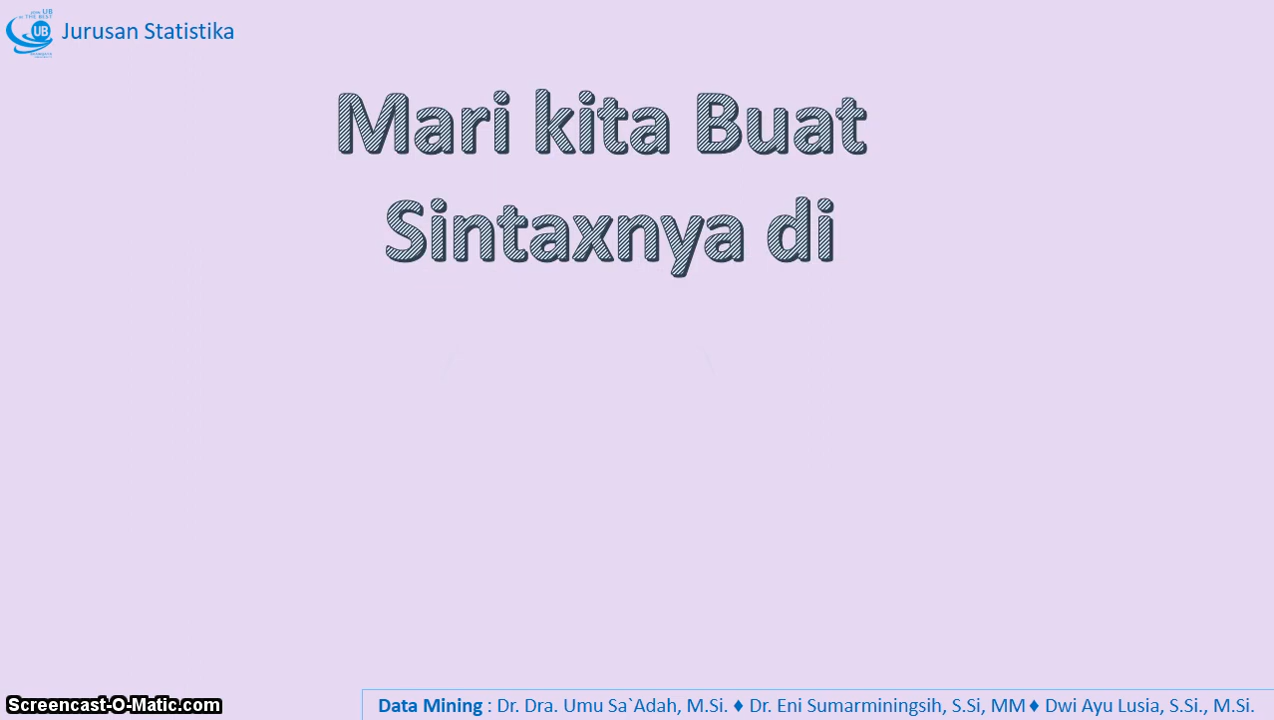 UB
Jurusan Statistika
Mari kita Buat
Sintaxnya di
Screencast-O-Matic.com
Data Mining : Dr. Dra. Umu Sa`Adah, M.Si. ♦ Dr. Eni Sumarminingsih, S.Si, MM ♦ Dwi Ayu Lusia, S.Si., M.Si.